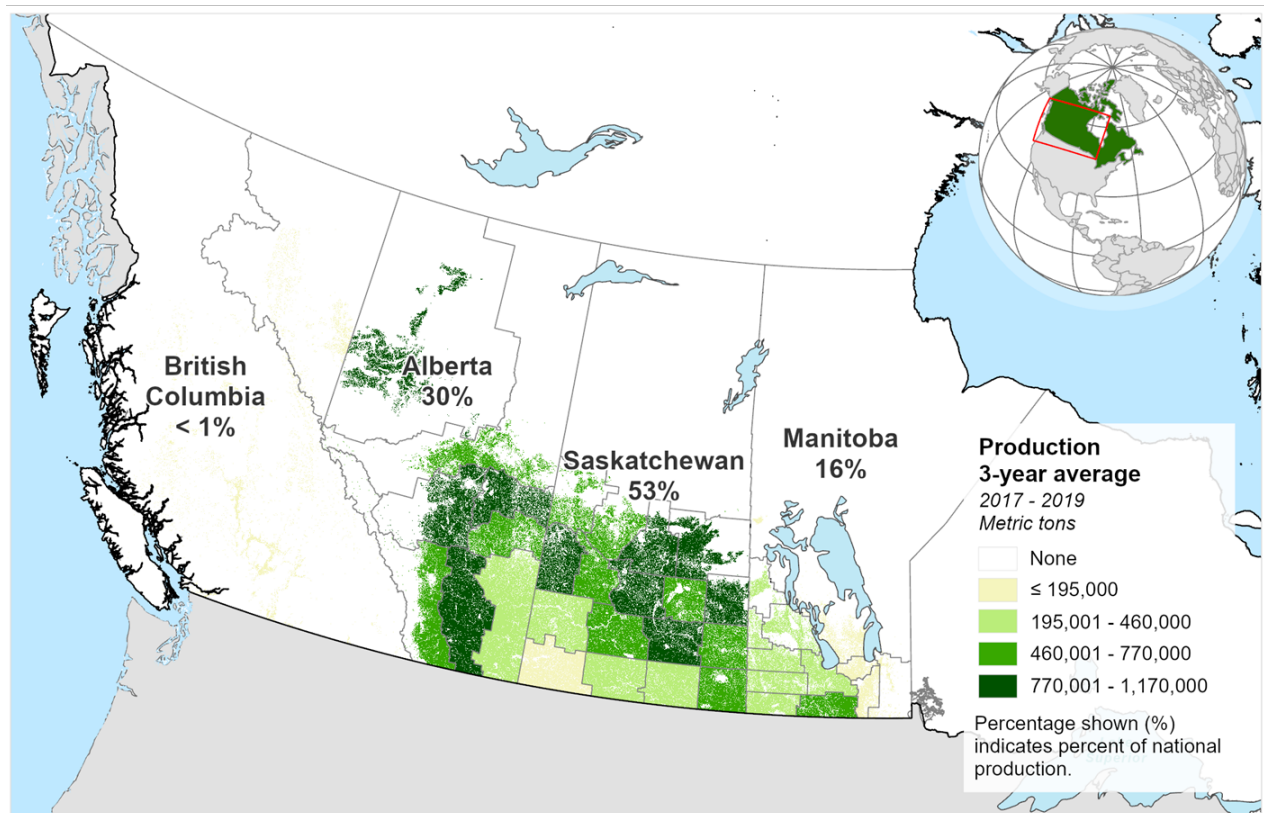 British
Columbia
< 1%
Alberta
30%
Saskatchewan
53%
Manitoba
16%
Production
3-year average
2017 - 2019
Metric tons
None
≤ 195,000
195,001 - 460,000
460,001 - 770,000
770,001 - 1,170,000
Percentage shown (%)
indicates percent of national
production.
Superior